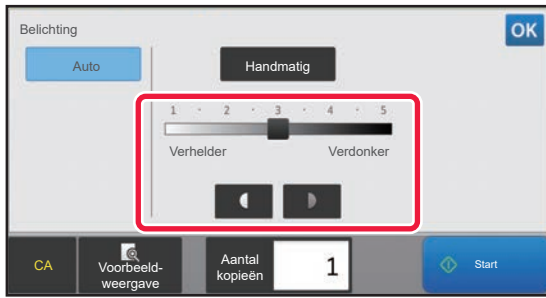 Belichting
OK
Auto
Handmatig
1 · 2 · 3 · 4 · 5
Verhelder Verdonker
CA
Voorbeeld-
weergave
Aantal
kopieën
1
Start